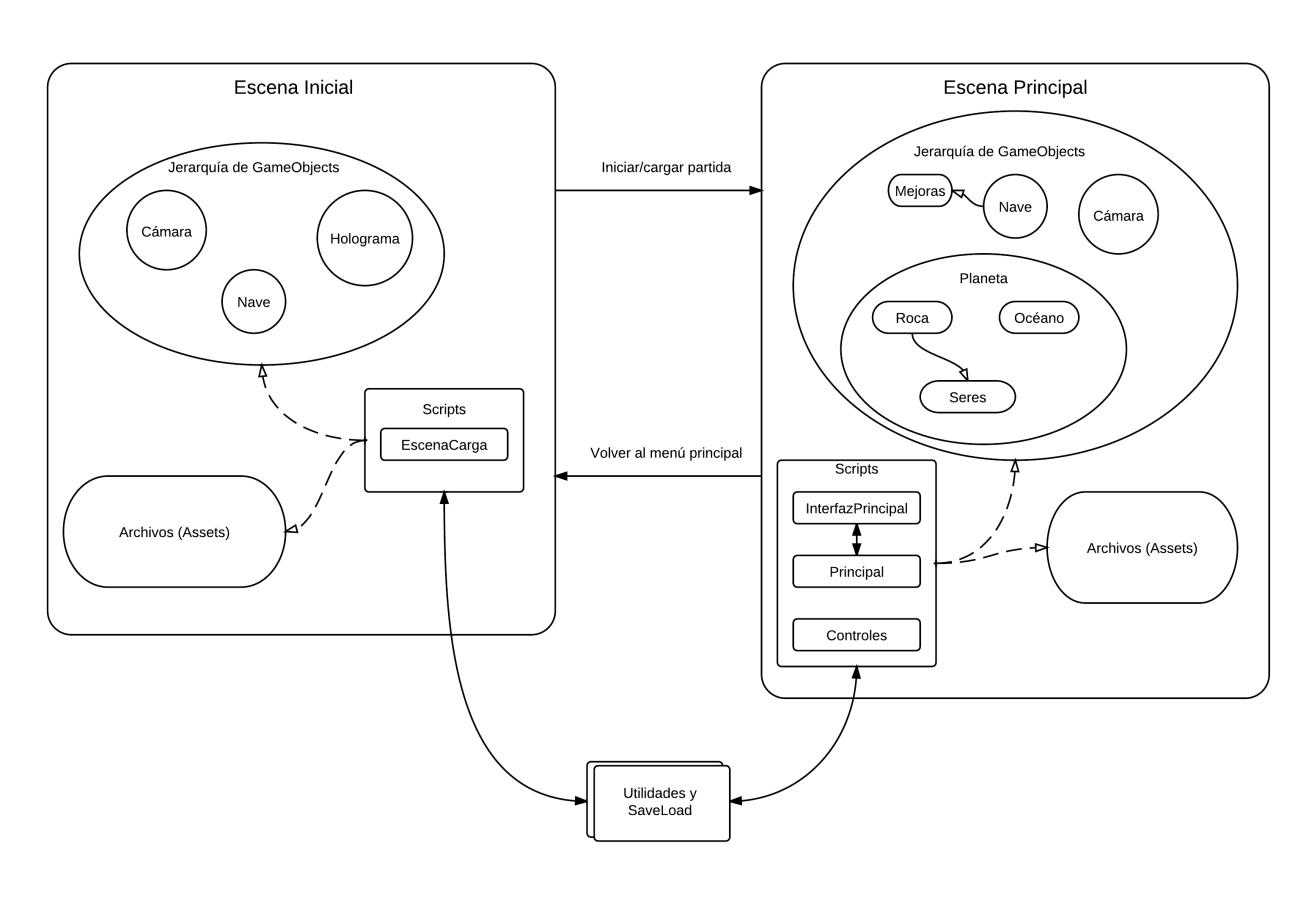 Escena Inicial
Jerarquía de GameObjects
Cámara
Holograma
Nave
Scripts
EscenaCarga
Archivos (Assets)
Iniciar/cargar partida
Volver al menú principal
Escena Principal
Jerarquía de GameObjects
Mejoras
Nave
Cámara
Planeta
Roca
Océano
Seres
Scripts
InterfazPrincipal
Principal
Controles
Archivos (Assets)
Utilidades y
SaveLoad